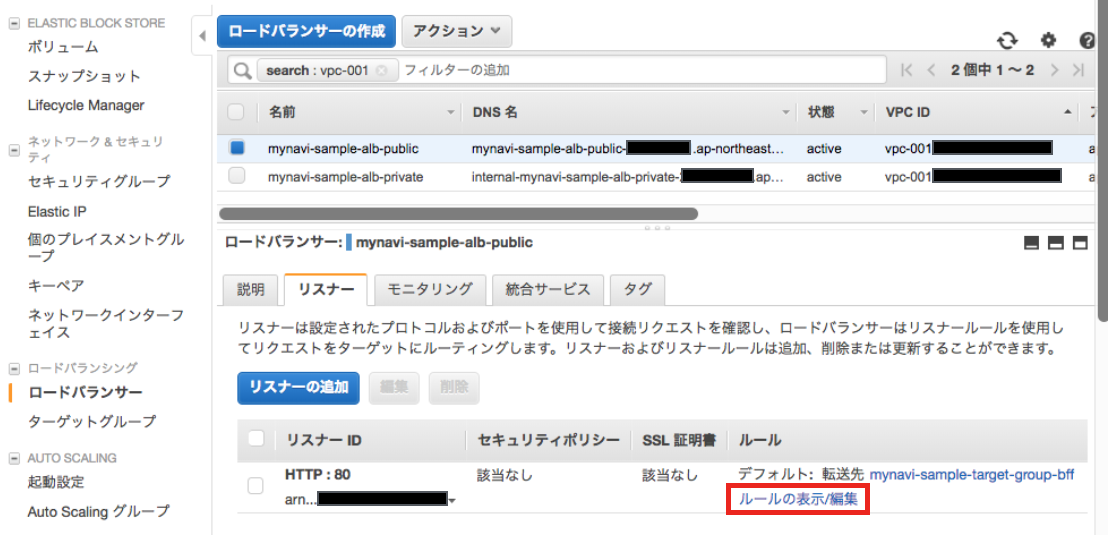 ELASTIC BLOCK STORE
ボリューム
スナップショット
Lifecycle Manager
ネットワーク & セキュリ
ティ
セキュリティグループ
Elastic IP
個のプレイスメントグル
ープ
キーペア
ネットワークインターフ
ェイス
ロードバランシング
ロードバランサー
ターゲットグループ
AUTO SCALING
起動設定
Auto Scaling グループ
ロードバランサーの作成 アクション
search : vpc-001 フィルターの追加 2 個中 1 ～ 2
名前 DNS 名 状態 VPC ID
mynavi-sample-alb-public mynavi-sample-alb-public- .ap-northeast... active vpc-001
mynavi-sample-alb-private internal-mynavi-sample-alb-private- .ap... active vpc-001
ロードバランサー: mynavi-sample-alb-public
説明 リスナー モニタリング 統合サービス タグ
リスナーは設定されたプロトコルおよびポートを使用して接続リクエストを確認し、ロードバランサーはリスナールールを使用し
てリクエストをターゲットにルーティングします。リスナーおよびリスナールールは追加、削除または更新することができます。
リスナーの追加 編集 削除
リスナー ID セキュリティポリシー SSL 証明書 ルール
HTTP : 80 該当なし 該当なし デフォルト: 転送先 mynavi-sample-target-group-bff
arn... ルールの表示/編集